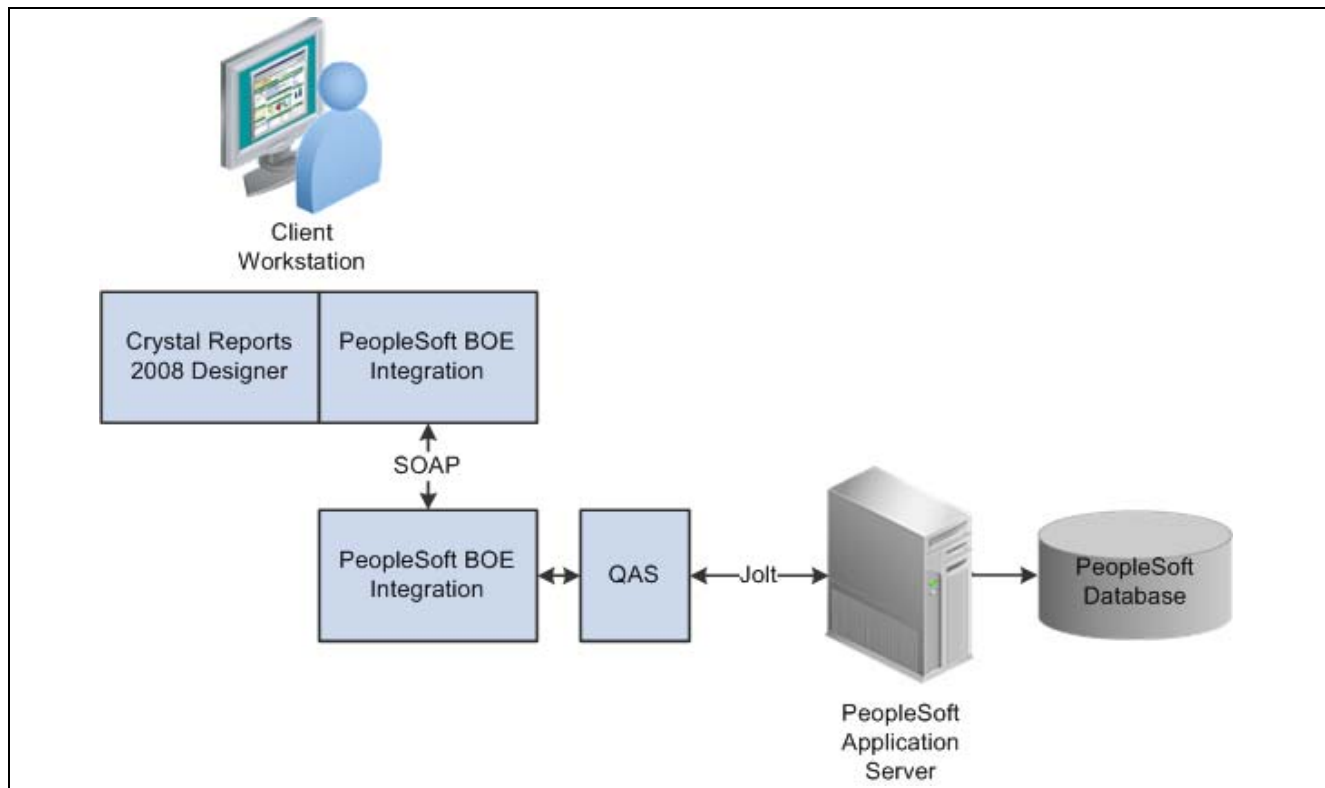 Client
Workstation
Crystal Reports
2008 Designer
PeopleSoft BOE
Integration
SOAP
PeopleSoft BOE
Integration
QAS
Jolt
PeopleSoft
Database
PeopleSoft
Application
Server